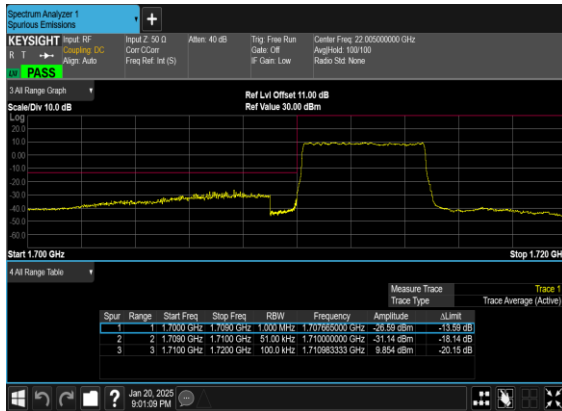 Spectrum Analyzer 1
Spurious Emissions
+
KEYSIGHT Input: RF Input Z: 50 Ω Atten: 40 dB Trig: Free Run Center Freq: 22.005000000 GHz
R T Coupling: DC Corr CCorr Gate: Off Avg|Hold: 100/100
Align: Auto Freq Ref: Int (S) IF Gain: Low Radio Std: None
PASS
3 All Range Graph
Ref Lvl Offset 11.00 dB
Scale/Div 10.0 dB Ref Value 30.00 dBm
Log
20.0
10.0
0.00
-10.0
-20.0
-30.0
-40.0
-50.0
-60.0
Start 1.700 GHz Stop 1.720 GH
4 All Range Table
Measure Trace Trace 1
Trace Type Trace Average (Active)
Spur Range Start Freq Stop Freq RBW Frequency Amplitude ΔLimit
1 1 1.7000 GHz 1.7090 GHz 1.000 MHz 1.707665000 GHz -26.59 dBm -13.59 dB
2 2 1.7090 GHz 1.7100 GHz 51.00 kHz 1.710000000 GHz -31.14 dBm -18.14 dB
3 3 1.7100 GHz 1.7200 GHz 100.0 kHz 1.710983333 GHz 9.854 dBm -20.15 dB
? Jan 20, 2025
9:01:09 PM